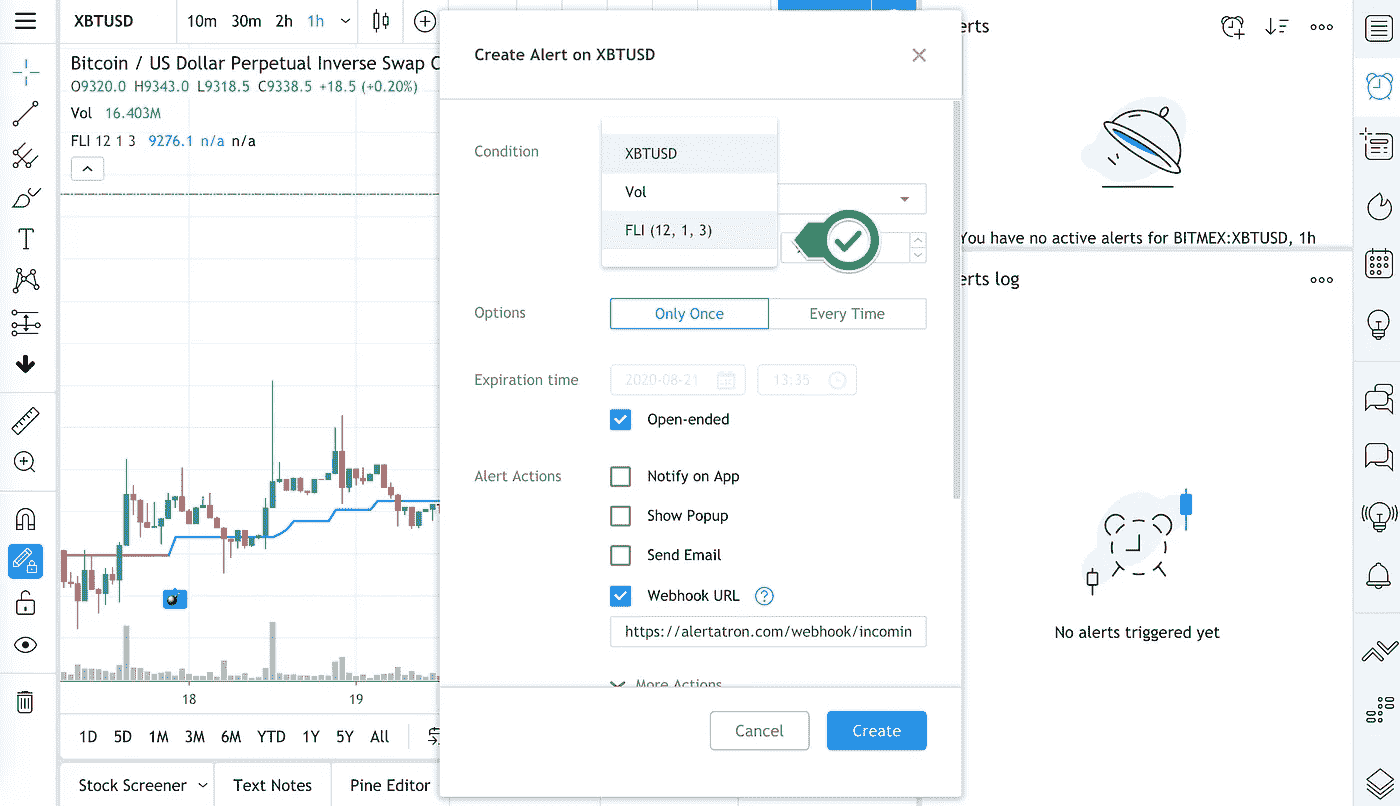 XBTUSD 10m 30m 2h 1h
Bitcoin / US Dollar Perpetual Inverse Swap C
O9320.0 H9343.0 L9318.5 C9338.5 +18.5 (+0.20%)
Vol 16.403M
FLI 12 1 3 9276.1 n/a n/a
18 19
1D 5D 1M 3M 6M YTD 1Y 5Y All
Stock Screener Text Notes Pine Editor
Create Alert on XBTUSD
Condition
XBTUSD
Vol
FLI (12, 1, 3)
Options Only Once Every Time
Expiration time 2020-08-21 13:35
Open-ended
Alert Actions Notify on App
Show Popup
Send Email
Webhook URL
https://alertatron.com/webhook/incomin
More Actions
Cancel Create
erts
You have no active alerts for BITMEX:XBTUSD, 1h
erts log
No alerts triggered yet